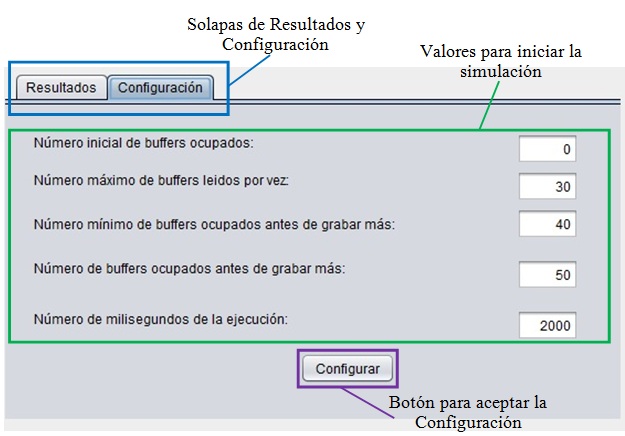 Solapas de Resultados y
Configuración
Valores para iniciar la
simulación
Resultados
Configuración
Número inicial de buffers ocupados:
0
Número máximo de buffers leidos por vez:
30
Número mínimo de buffers ocupados antes de grabar más:
40
Número de buffers ocupados antes de grabar más:
50
Número de milisegundos de la ejecución:
2000
Configurar
Botón para aceptar la
Configuración